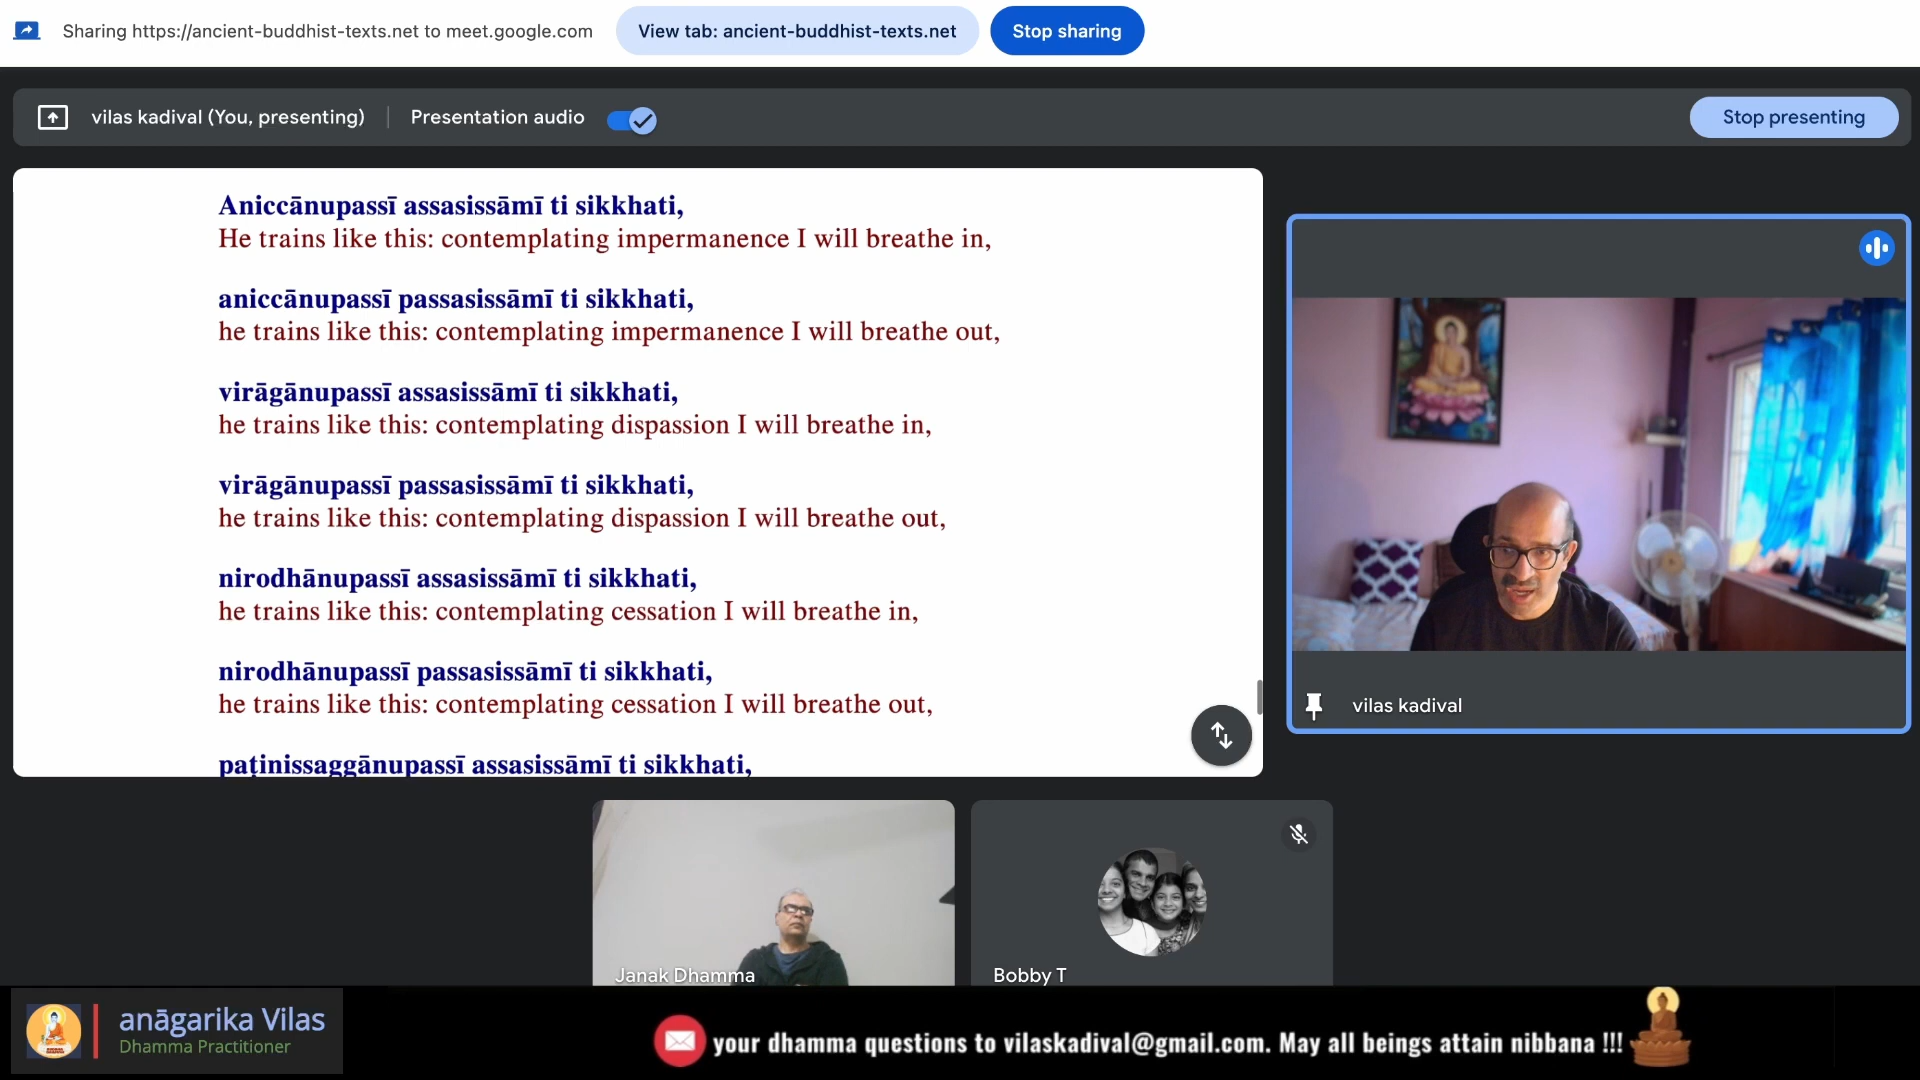 Sharing https://ancient-buddhist-texts.net to meet.google.com
View tab: ancient-buddhist-texts.net
Stop sharing
vilas kadival (You, presenting)
Presentation audio
Stop presenting
Aniccānupassī assasissāmī ti sikkhati,
He trains like this: contemplating impermanence I will breathe in,
aniccānupassī passasissāmī ti sikkhati,
he trains like this: contemplating impermanence I will breathe out,
virāgānupassī assasissāmī ti sikkhati,
he trains like this: contemplating dispassion I will breathe in,
virāgānupassī passasissāmī ti sikkhati,
he trains like this: contemplating dispassion I will breathe out,
nirodhānupassī assasissāmī ti sikkhati,
he trains like this: contemplating cessation I will breathe in,
nirodhānupassī passasissāmī ti sikkhati,
he trains like this: contemplating cessation I will breathe out,
paṭinissaggānupassī assasissāmī ti sikkhati,
vilas kadival
Janak Dhamma
Bobby T
anāgarika Vilas
Dhamma Practitioner
your dhamma questions to vilaskadival@gmail.com. May all beings attain nibbana !!!